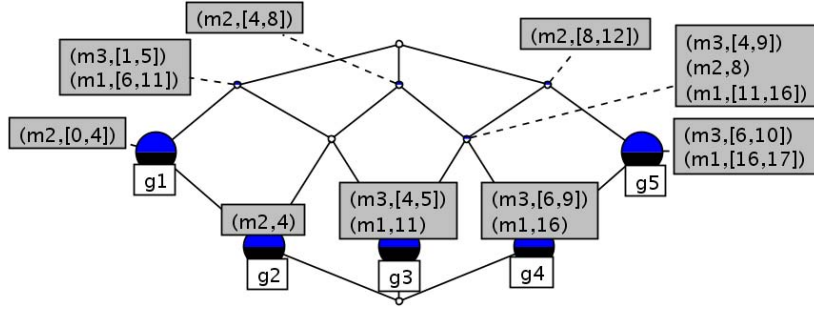 (m2,[4,8])
(m2,[8,12])
(m3,[1,5])
(m1,[6,11])
(m3,[4,9])
(m2,8)
(m1,[11,16])
(m2,[0,4])
(m3,[6,10])
(m1,[16,17])
g1
g5
(m2,4)
(m3,[4,5])
(m1,11)
(m3,[6,9])
(m1,16)
g2
g3
g4